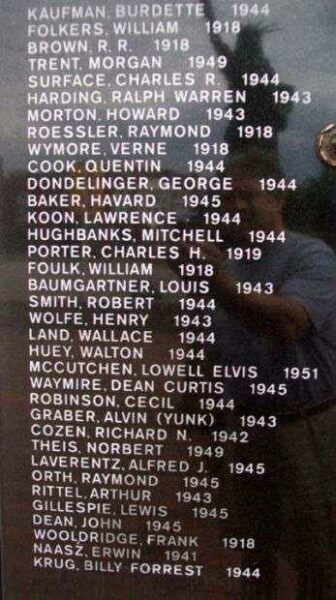 KAUFMAN, BURDETTE 1944
FOLKERS, WILLIAM 1918
BROWN, R. R. 1918
TRENT, MORGAN 1949
SURFACE, CHARLES R. 1944
HARDING, RALPH WARREN 1943
MORTON, HOWARD 1943
ROESSLER, RAYMOND 1918
WYMORE, VERNE 1918
COOK, QUENTIN 1944
DONDELINGER, GEORGE 1944
BAKER, HAVARD 1945
KOON, LAWRENCE 1944
HUGHBANKS, MITCHELL 1944
PORTER, CHARLES H. 1919
FOULK, WILLIAM 1918
BAUMGARTNER, LOUIS 1943
SMITH, ROBERT 1944
WOLFE, HENRY 1943
LAND, WALLACE 1944
HUEY, WALTON 1944
MCCUTCHEN, LOWELL ELVIS 1951
WAYMIRE, DEAN CURTIS 1945
ROBINSON, CECIL 1944
GRABER, ALVIN (YUNK) 1943
COZEN, RICHARD N. 1942
THEIS, NORBERT 1949
LAVERENTZ, ALFRED J. 1945
ORTH, RAYMOND 1945
RITTEL, ARTHUR 1943
GILLESPIE, LEWIS 1945
DEAN, JOHN 1945
WOOLDRIDGE, FRANK 1918
NAASZ, ERWIN 1941
KRUG, BILLY FORREST 1944